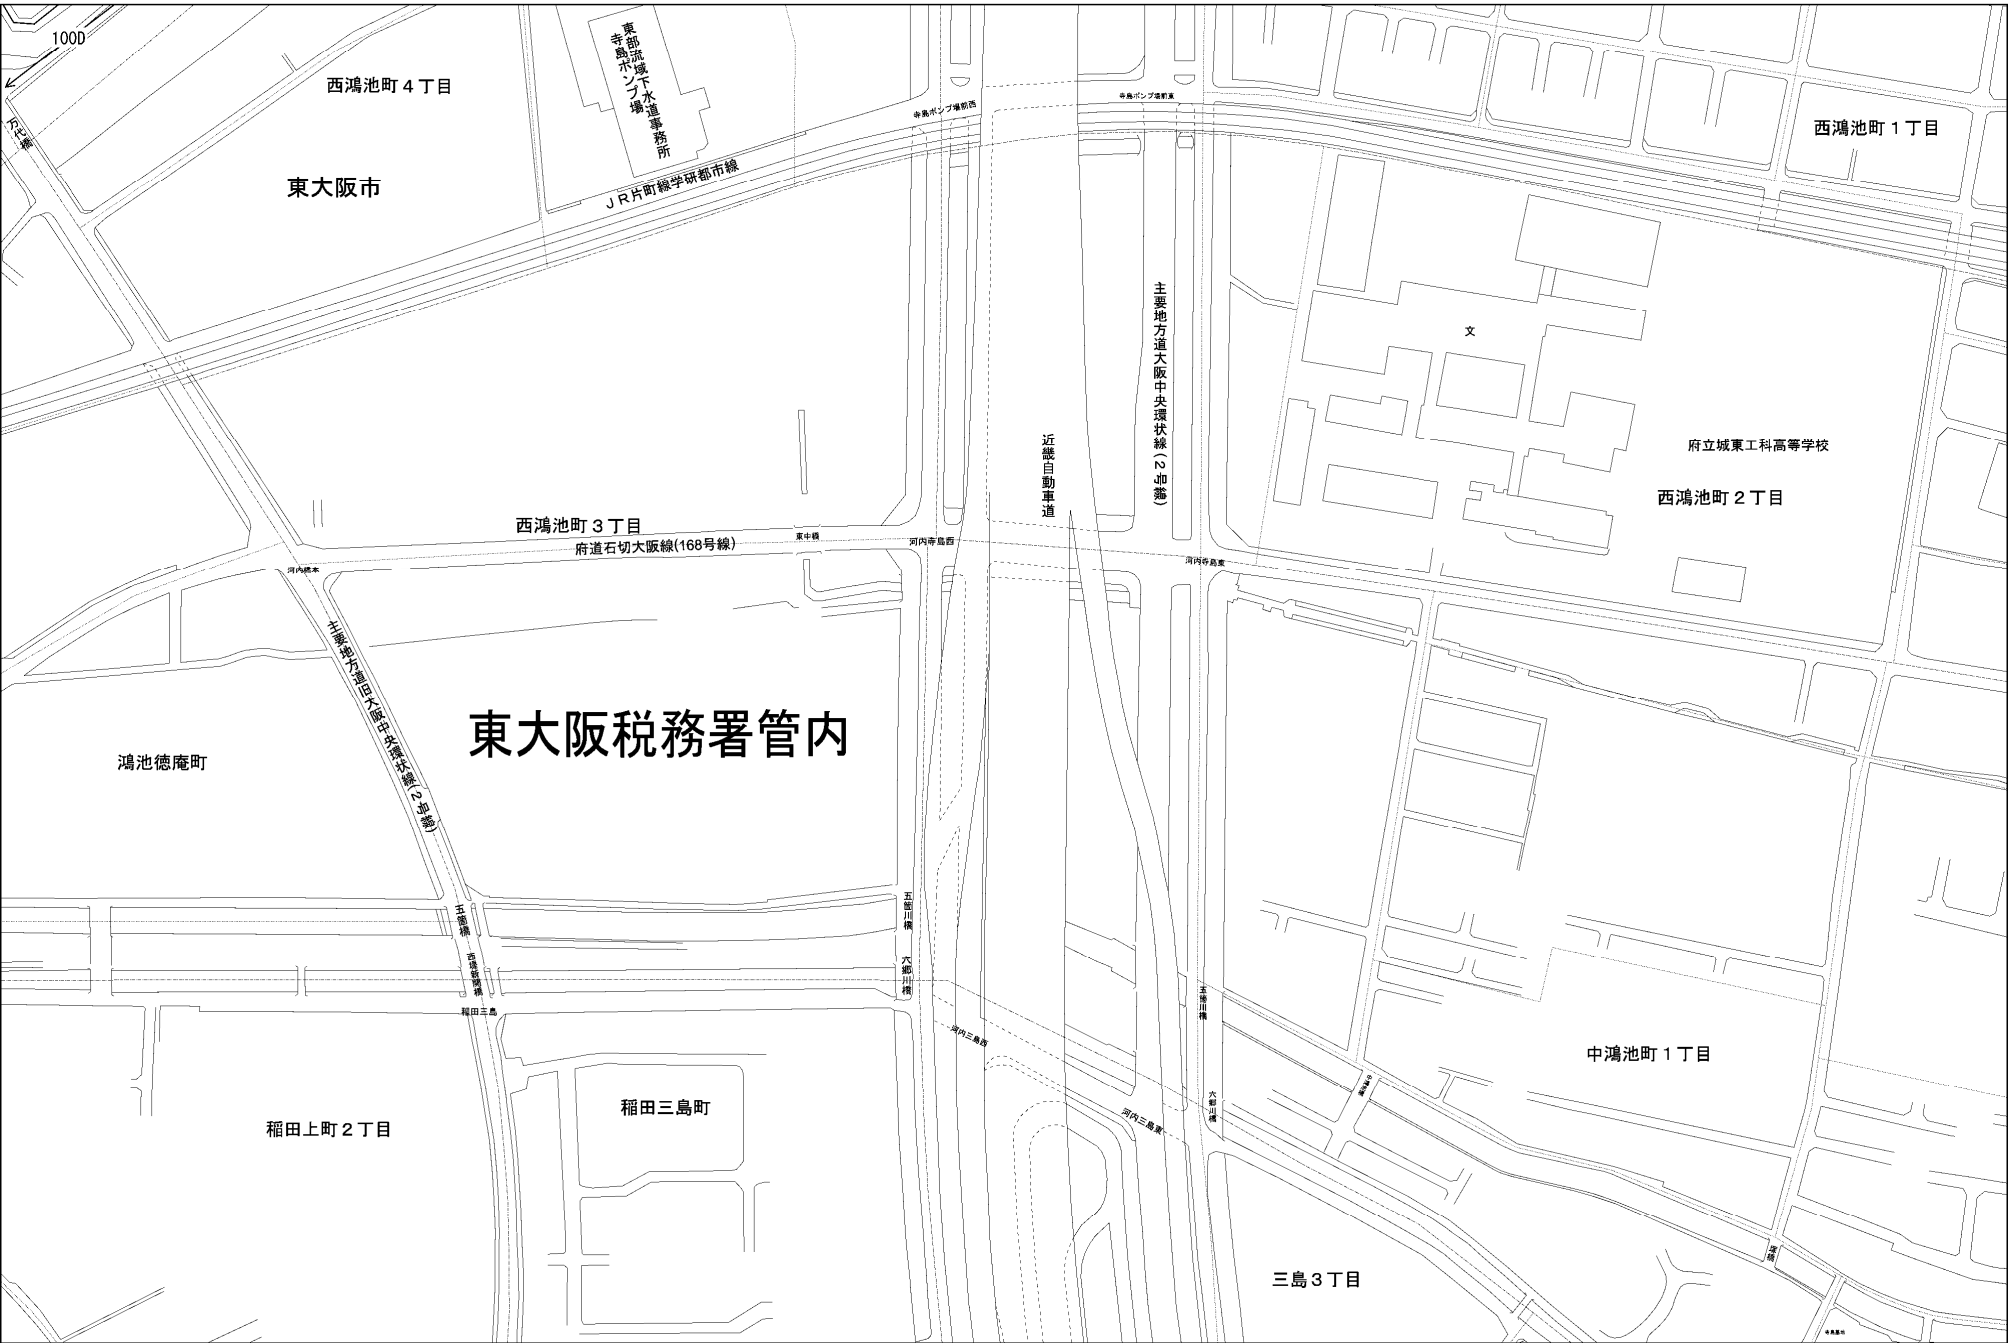 100D
西鴻池町４丁目
東部流域下水道事務所
寺島ポンプ場
寺島ポンプ場前西
寺島ポンプ場前東
西鴻池町１丁目
万代橋
東大阪市
ＪＲ片町線学研都市線
主要地方道大阪中央環状線(２号線)
文
近畿自動車道
府立城東工科高等学校
西鴻池町２丁目
西鴻池町３丁目
府道石切大阪線(168号線)
東中橋
河内寺島西
河内寺島東
河内橋本
主要地方道旧大阪中央環状線(２号線)
東大阪税務署管内
鴻池徳庵町
五箇橋
五箇川橋
西堤新開橋
六郷川橋
稲田三島
五箇川橋
河内三島西
中鴻池町１丁目
稲田三島町
六郷川橋
河内三島東
稲田上町２丁目
塚橋
三島３丁目